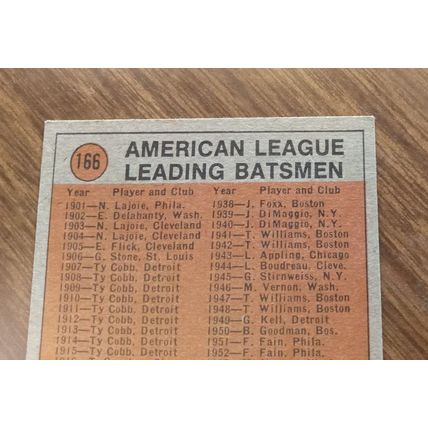 166
AMERICAN LEAGUE
LEADING BATSMEN
Year Player and Club
1901—N. Lajoie, Phila.
1902—E. Delahanty, Wash.
1903—N. Lajoie, Cleveland
1904—N. Lajoie, Cleveland
1905—E. Flick, Cleveland
1906—G. Stone, St. Louis
1907—Ty Cobb, Detroit
1908—Ty Cobb, Detroit
1909—Ty Cobb, Detroit
1910—Ty Cobb, Detroit
1911—Ty Cobb, Detroit
1912—Ty Cobb, Detroit
1913—Ty Cobb, Detroit
1914—Ty Cobb, Detroit
1915—Ty Cobb, Detroit
Year Player and Club
1938—J. Foxx, Boston
1939—J. DiMaggio, N.Y.
1940—J. DiMaggio, N.Y.
1941—T. Williams, Boston
1942—T. Williams, Boston
1943—L. Appling, Chicago
1944—L. Boudreau, Cleve.
1945—G. Stirnweiss, N.Y.
1946—M. Vernon, Wash.
1947—T. Williams, Boston
1948—T. Williams, Boston
1949—G. Kell, Detroit
1950—B. Goodman, Bos.
1951—F. Fain, Phila.
1952—F. Fain, Phila.